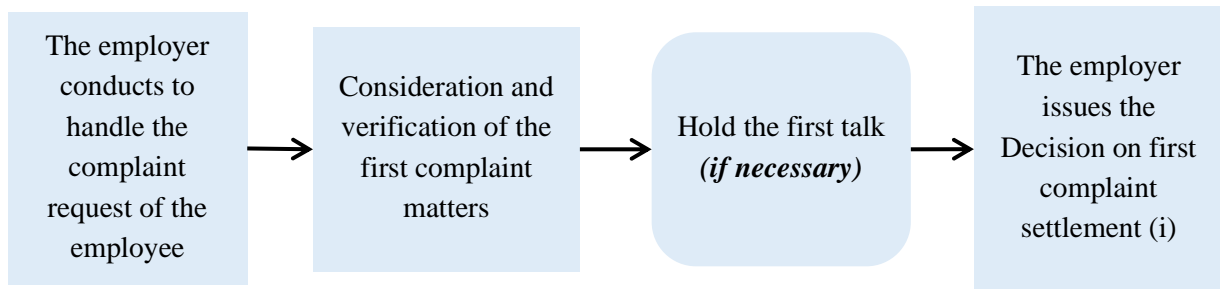 The employer
conducts to
handle the
complaint
request of the
employee
Consideration and
verification of the
first complaint
matters
Hold the first talk
(if necessary)
The employer
issues the
Decision on first
complaint
settlement (i)